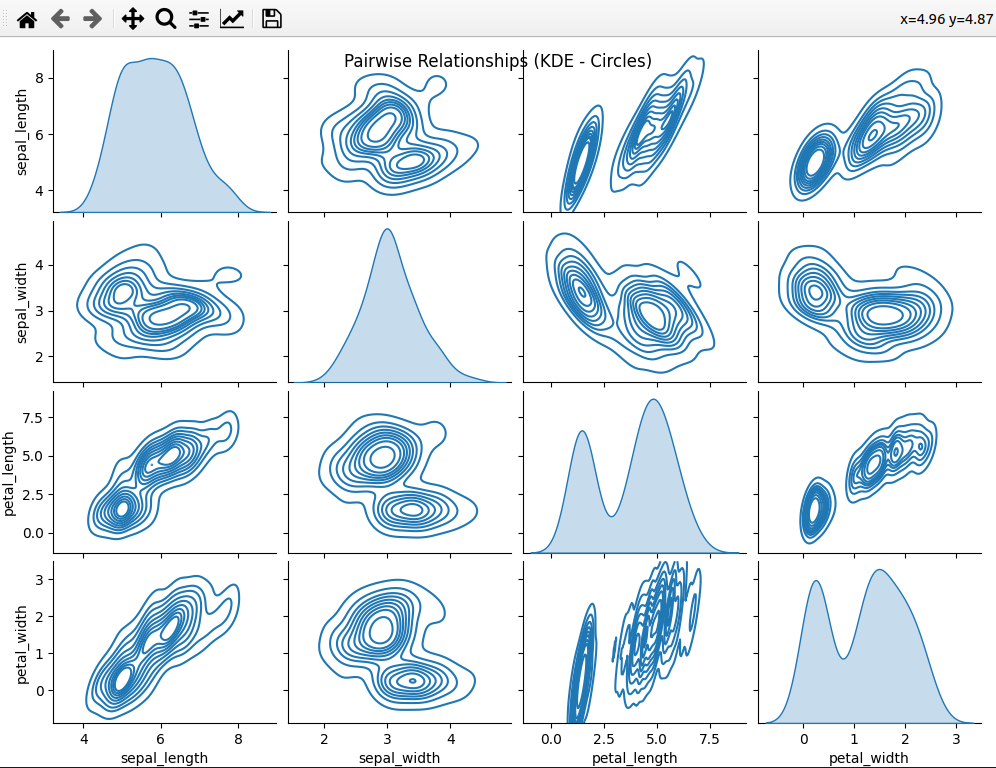 x=4.96 y=4.87
Pairwise Relationships (KDE - Circles)
sepal_length
8
6
4
sepal_width
4
3
2
petal_length
7.5
5.0
2.5
0.0
petal_width
3
2
1
0
4 6 8
2 3 4
0.0 2.5 5.0 7.5
0 1 2 3
sepal_length
sepal_width
petal_length
petal_width